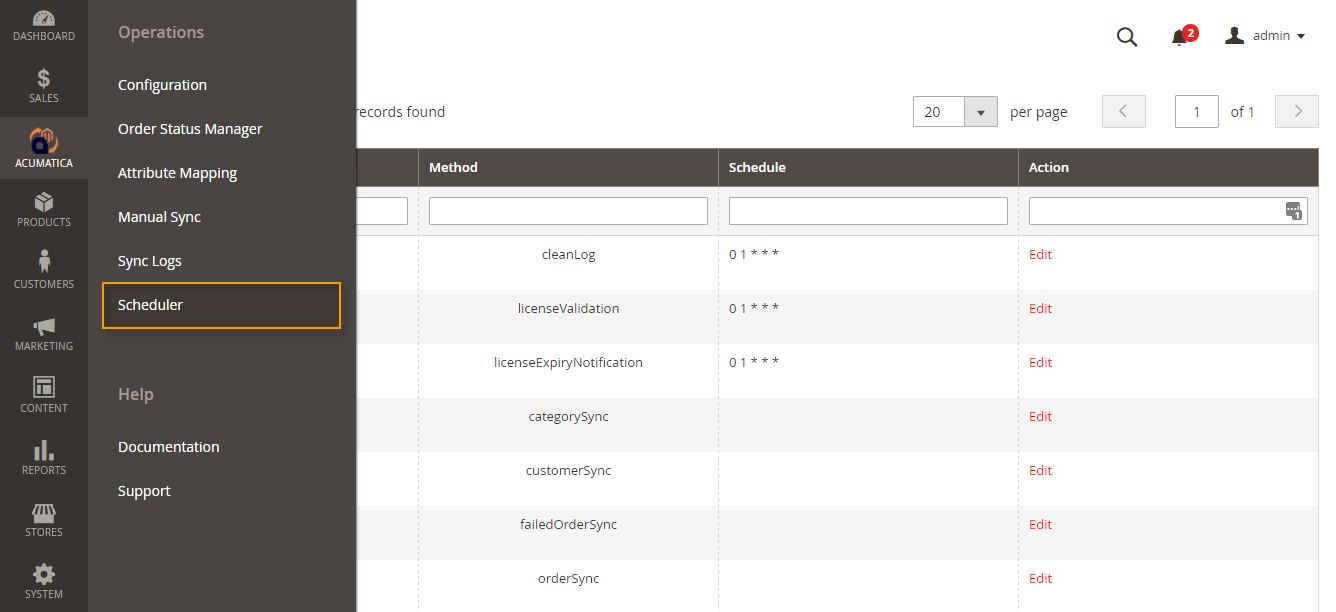 DASHBOARD
SALES
ACUMATICA
PRODUCTS
CUSTOMERS
MARKETING
CONTENT
REPORTS
STORES
SYSTEM
Operations
Configuration
Order Status Manager
Attribute Mapping
Manual Sync
Sync Logs
Scheduler
Help
Documentation
Support
2
admin
records found
20
per page
1
of 1
Method
Schedule
Action
1
cleanLog
0 1 * * *
Edit
licenseValidation
0 1 * * *
Edit
licenseExpiryNotification
0 1 * * *
Edit
categorySync
Edit
customerSync
Edit
failedOrderSync
Edit
orderSync
Edit